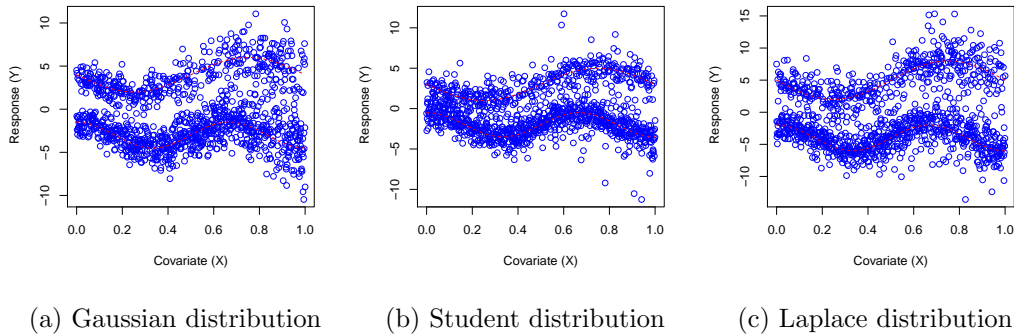 10
5
0
−5
−10
Response (Y)
0.0 0.2 0.4 0.6 0.8 1.0
Covariate (X)
(a) Gaussian distribution
10
5
0
−5
−10
Response (Y)
0.0 0.2 0.4 0.6 0.8 1.0
Covariate (X)
(b) Student distribution
15
10
5
0
−5
−10
Response (Y)
0.0 0.2 0.4 0.6 0.8 1.0
Covariate (X)
(c) Laplace distribution